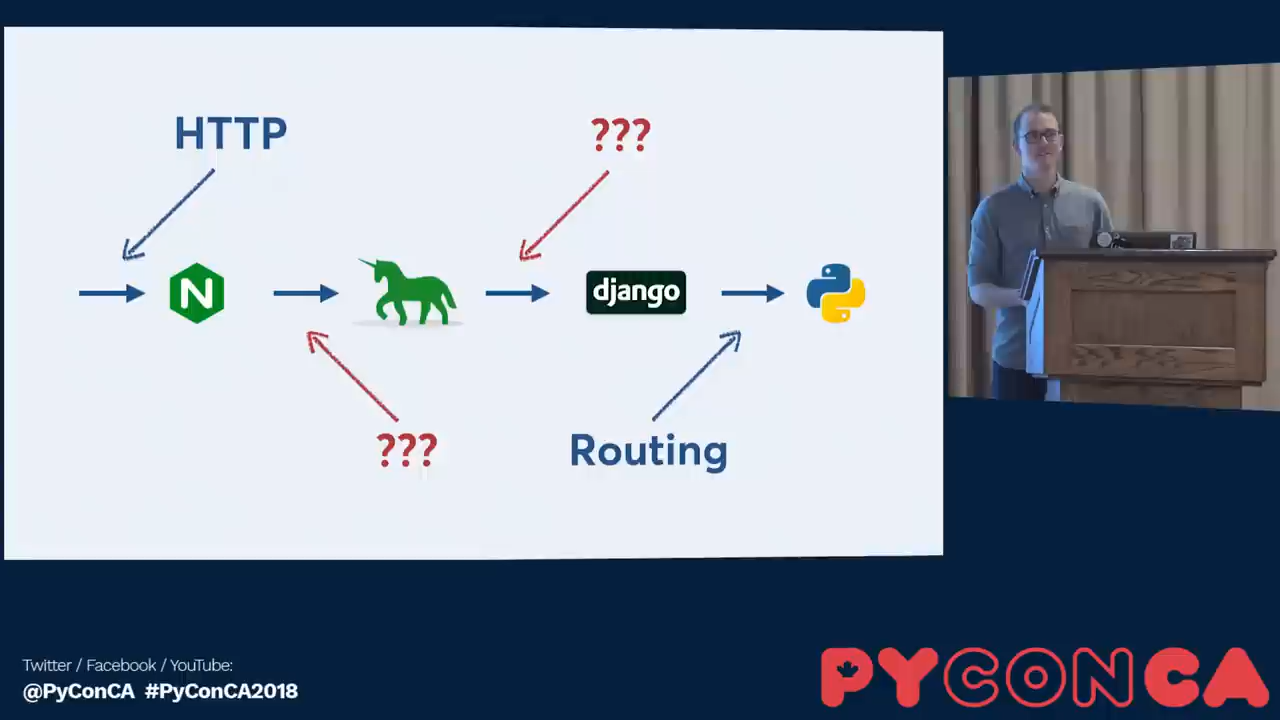 HTTP
???
N
django
???
Routing
Twitter / Facebook / YouTube:
@PyConCA #PyConCA2018
PYCONCA